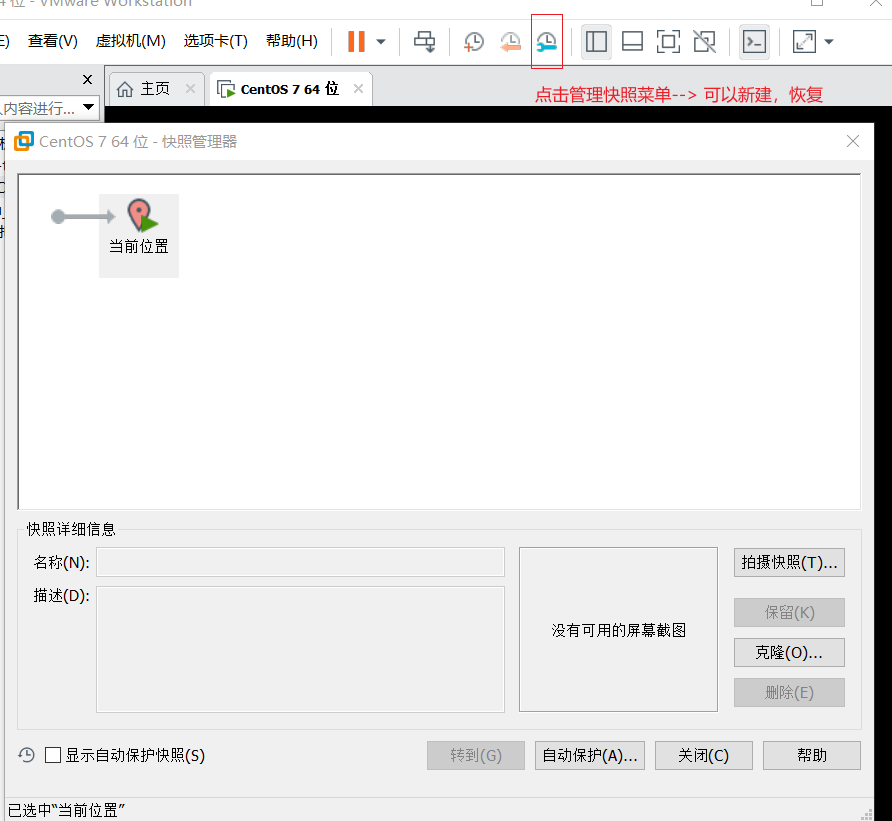 位 - VMware Workstation
查看(V) 虚拟机(M) 选项卡(T) 帮助(H)
主页
CentOS 7 64 位
点击管理快照菜单--> 可以新建，恢复
内容进行...
CentOS 7 64 位 - 快照管理器
当前位置
快照详细信息
名称(N):
描述(D):
没有可用的屏幕截图
拍摄快照(T)...
保留(K)
克隆(O)...
删除(E)
显示自动保护快照(S)
转到(G) 自动保护(A)... 关闭(C) 帮助
已选中"当前位置"